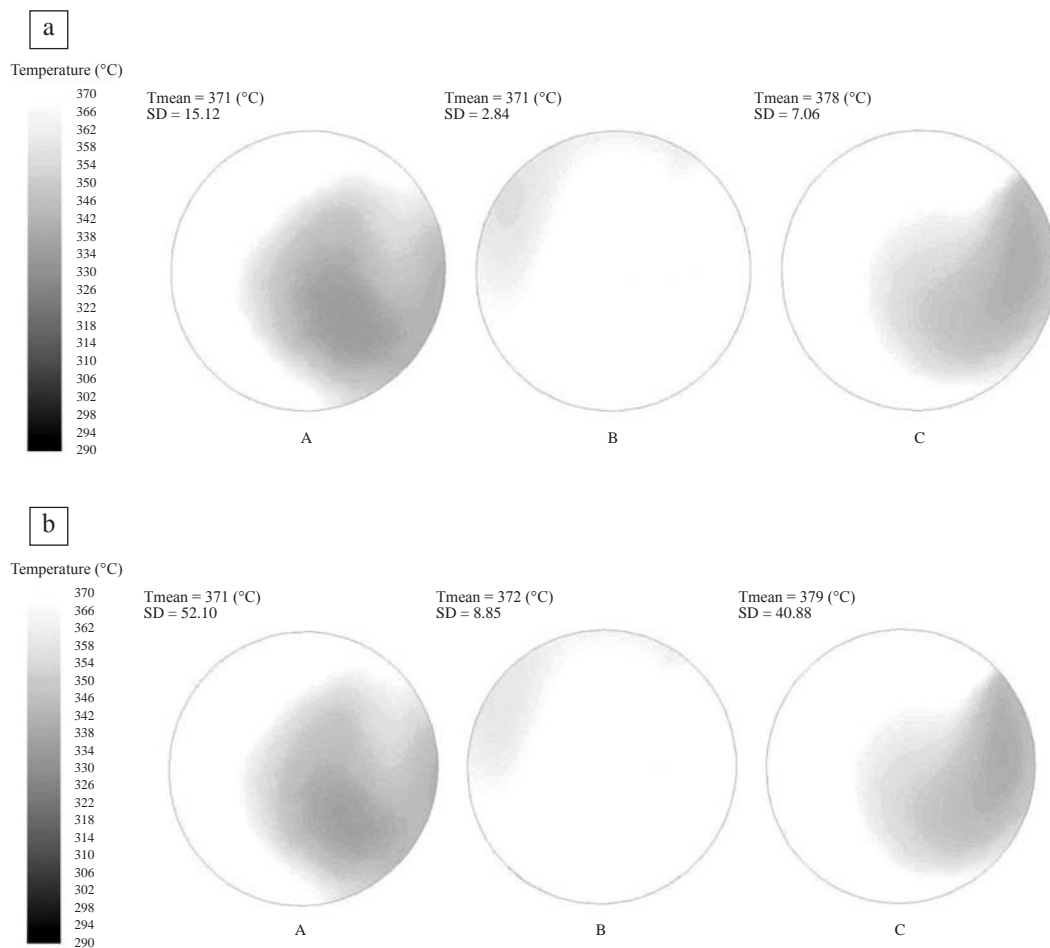 a
Temperature (°C)
370
366
362
358
354
350
346
342
338
334
330
326
322
318
314
310
306
302
298
294
290
Tmean = 371 (°C)
SD = 15.12
Tmean = 371 (°C)
SD = 2.84
Tmean = 378 (°C)
SD = 7.06
A
B
C
b
Temperature (°C)
370
366
362
358
354
350
346
342
338
334
330
326
322
318
314
310
306
302
298
294
290
Tmean = 371 (°C)
SD = 52.10
Tmean = 372 (°C)
SD = 8.85
Tmean = 379 (°C)
SD = 40.88
A
B
C